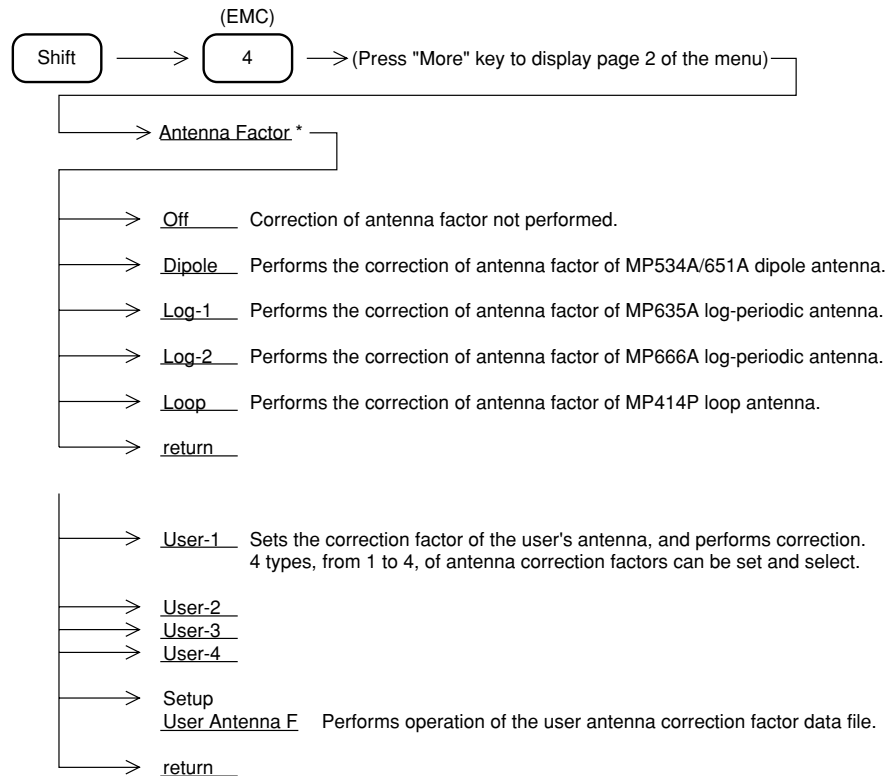 (EMC)
Shift 4 (Press "More" key to display page 2 of the menu)
Antenna Factor *
Off Correction of antenna factor not performed.
Dipole Performs the correction of antenna factor of MP534A/651A dipole antenna.
Log-1 Performs the correction of antenna factor of MP635A log-periodic antenna.
Log-2 Performs the correction of antenna factor of MP666A log-periodic antenna.
Loop Performs the correction of antenna factor of MP414P loop antenna.
return
User-1 Sets the correction factor of the user's antenna, and performs correction.
4 types, from 1 to 4, of antenna correction factors can be set and select.
User-2
User-3
User-4
Setup
User Antenna F Performs operation of the user antenna correction factor data file.
return